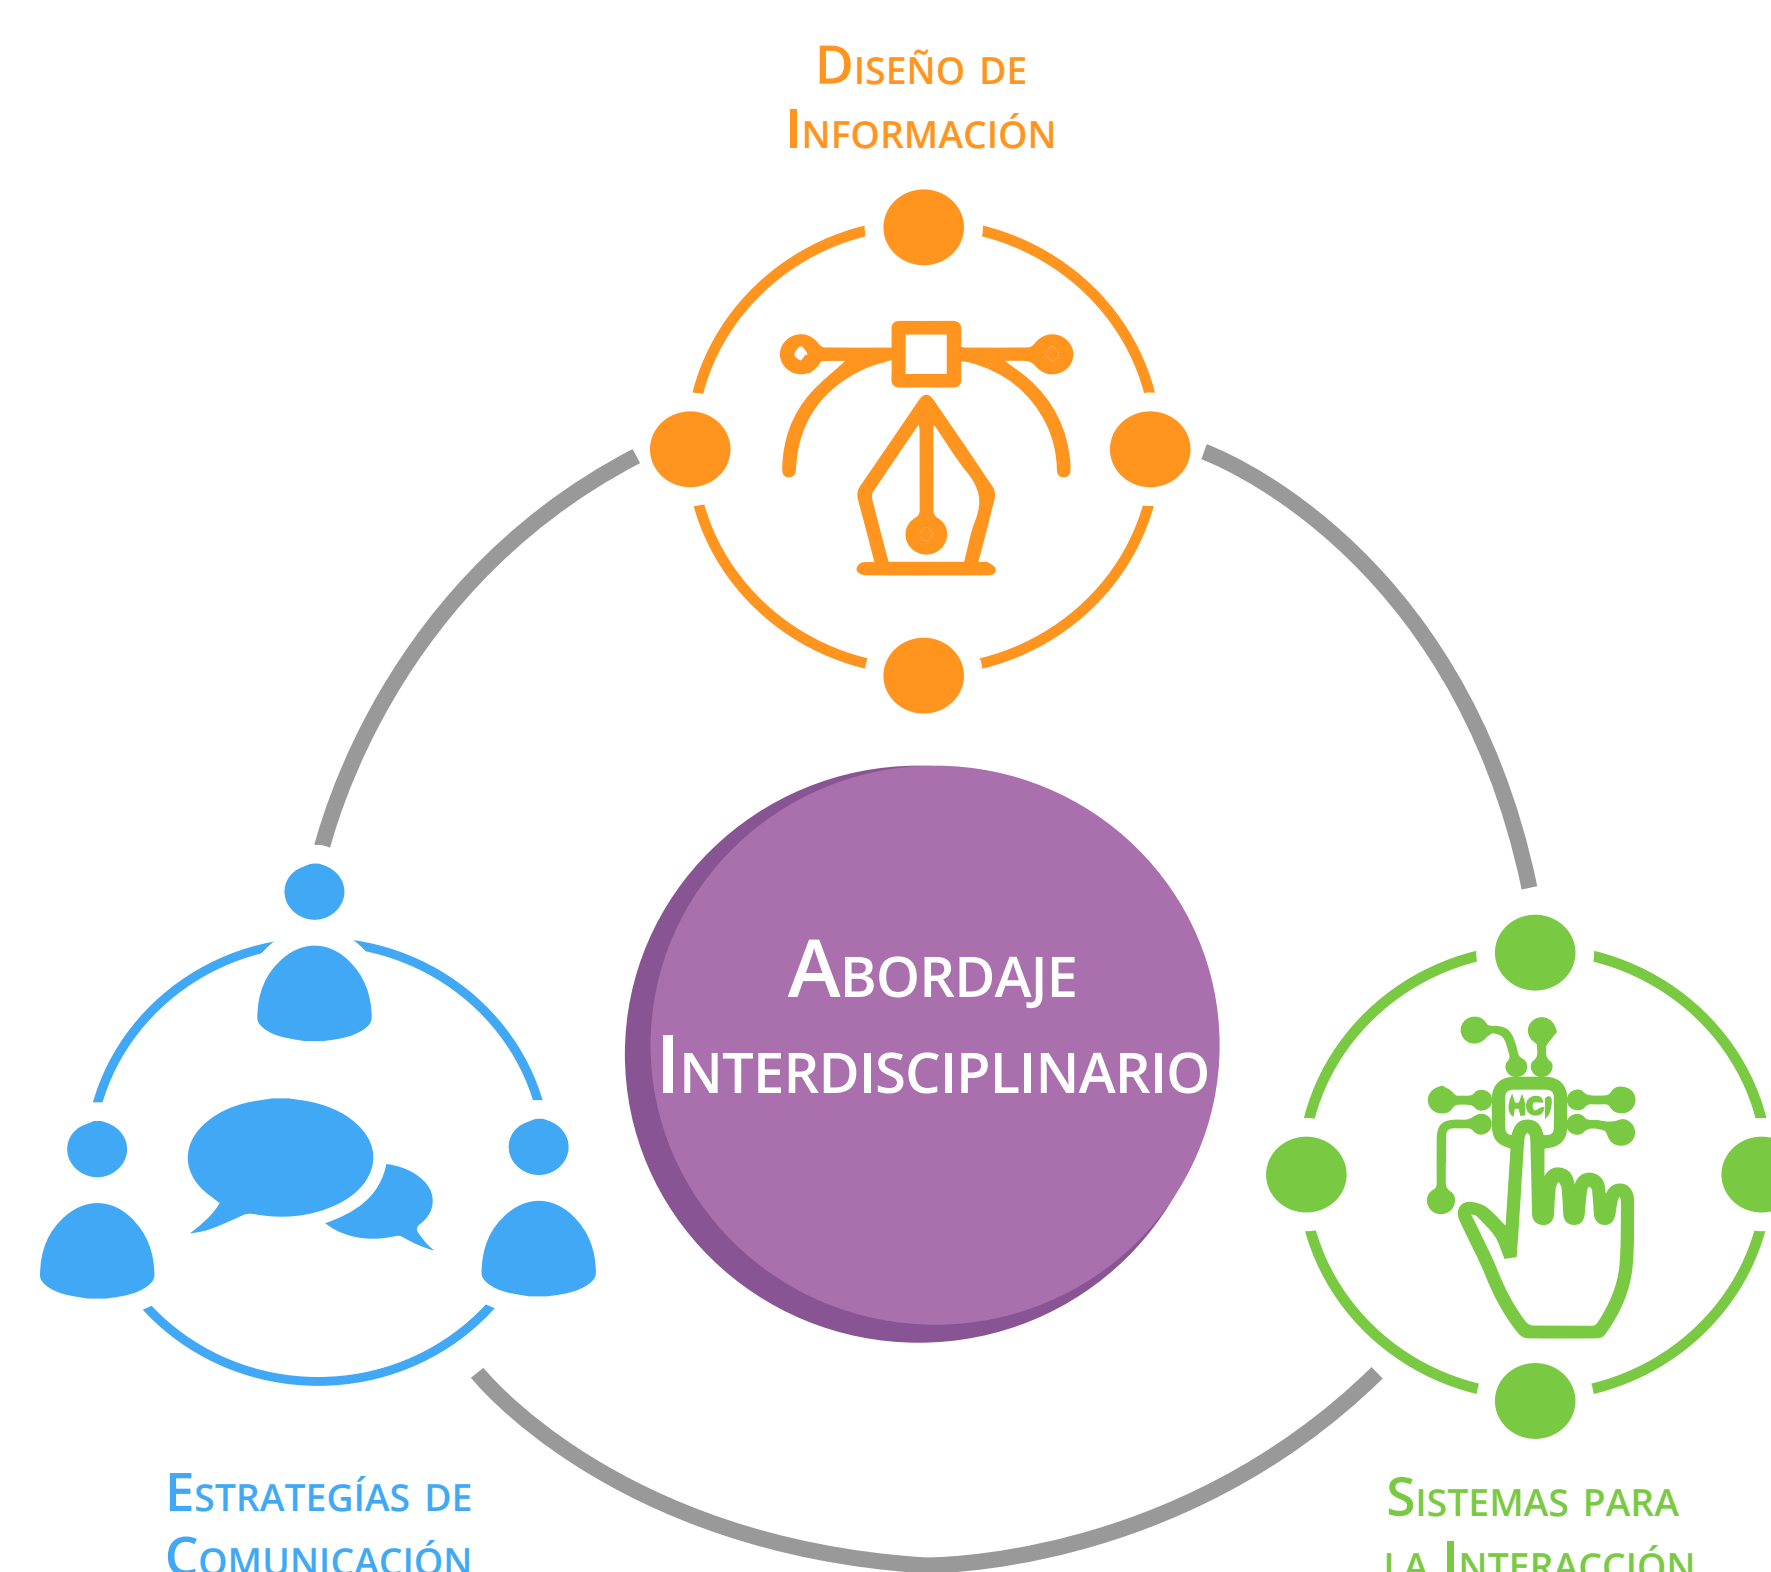 Diseño de
Información
Abordaje
Interdisciplinario
HCI
Estrategías de
Comunicación
Sistemas para
la Interacción